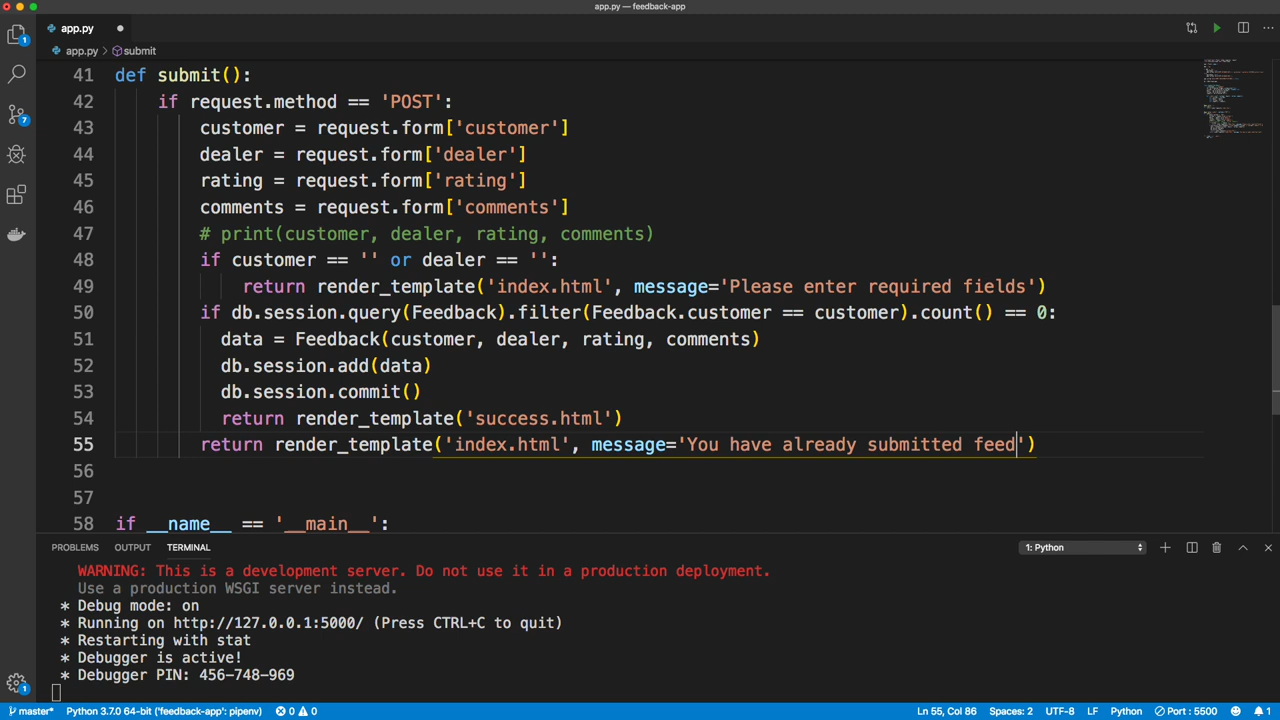 app.py — feedback-app
app.py
app.py > submit
41 def submit():
42 if request.method == 'POST':
43 customer = request.form['customer']
44 dealer = request.form['dealer']
45 rating = request.form['rating']
46 comments = request.form['comments']
47 # print(customer, dealer, rating, comments)
48 if customer == '' or dealer == '':
49 return render_template('index.html', message='Please enter required fields')
50 if db.session.query(Feedback).filter(Feedback.customer == customer).count() == 0:
51 data = Feedback(customer, dealer, rating, comments)
52 db.session.add(data)
53 db.session.commit()
54 return render_template('success.html')
55 return render_template('index.html', message='You have already submitted feed')
56
57
58 if __name__ == '__main__':
1
7
PROBLEMS OUTPUT TERMINAL 1: Python
WARNING: This is a development server. Do not use it in a production deployment.
Use a production WSGI server instead.
* Debug mode: on
* Running on http://127.0.0.1:5000/ (Press CTRL+C to quit)
* Restarting with stat
* Debugger is active!
* Debugger PIN: 456-748-969
1
master* Python 3.7.0 64-bit ('feedback-app': pipenv) 0 0 Ln 55, Col 86 Spaces: 2 UTF-8 LF Python Port : 5500 1